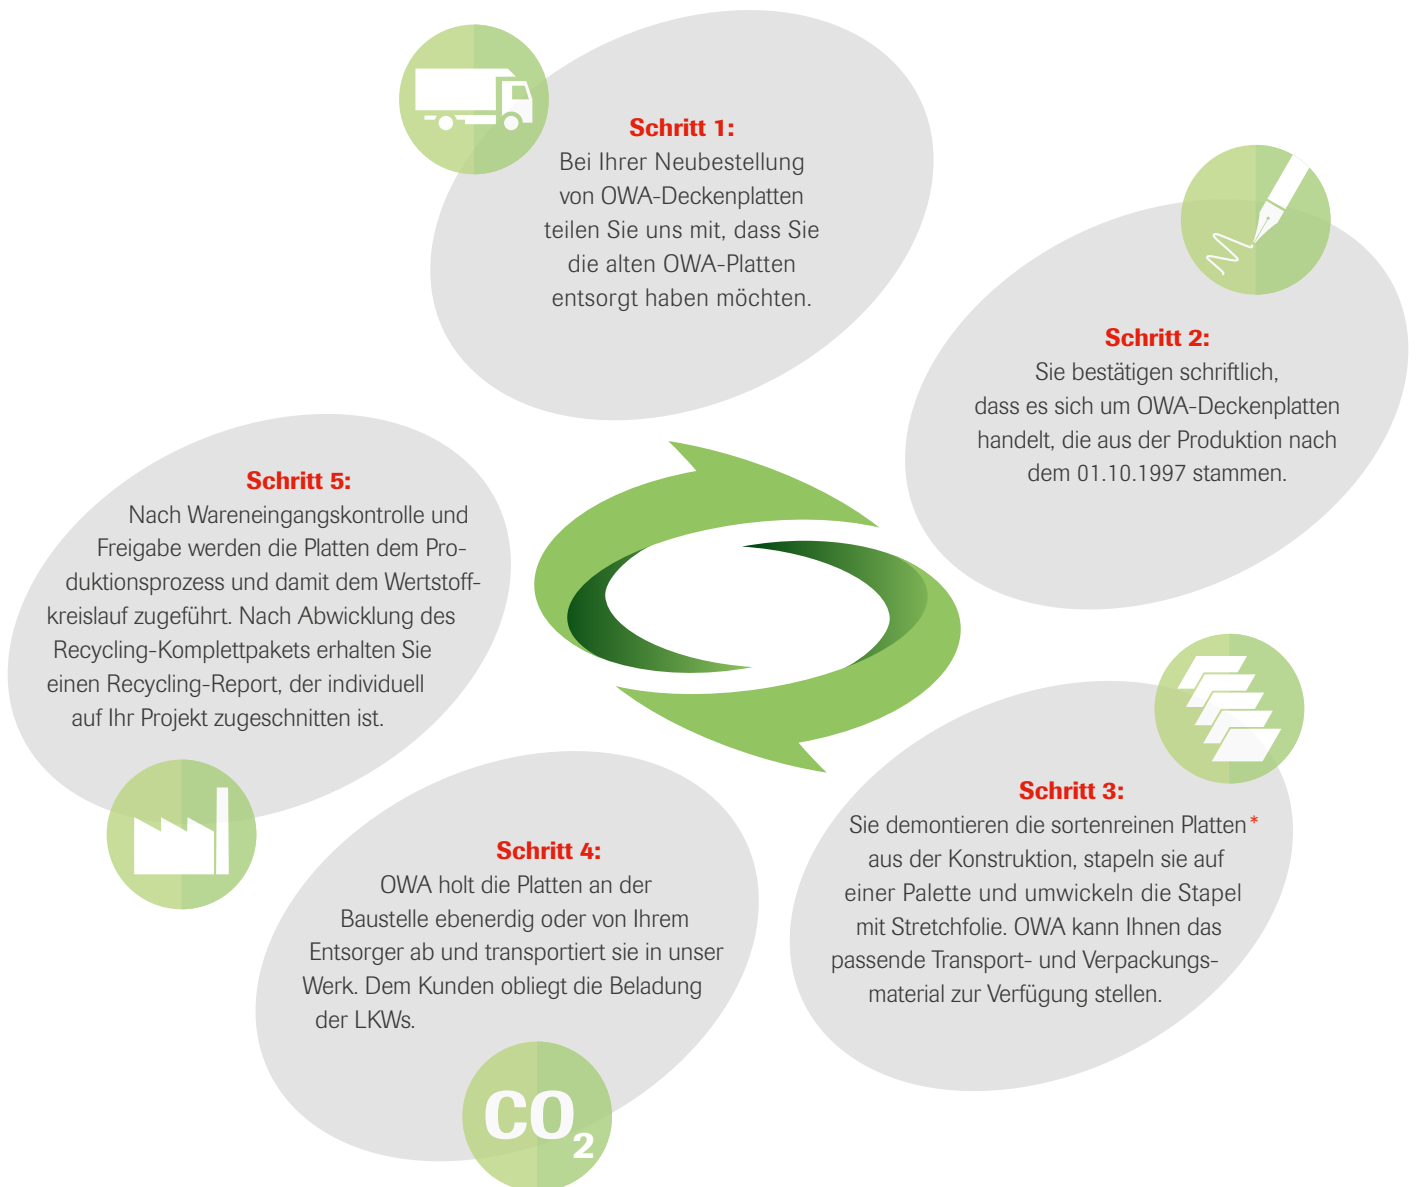 Schritt 1:
Bei Ihrer Neubestellung
von OWA-Deckenplatten
teilen Sie uns mit, dass Sie
die alten OWA-Platten
entsorgt haben möchten.
Schritt 2:
Sie bestätigen schriftlich,
dass es sich um OWA-Deckenplatten
handelt, die aus der Produktion nach
dem 01.10.1997 stammen.
Schritt 3:
Sie demontieren die sortenreinen Platten*
aus der Konstruktion, stapeln sie auf
einer Palette und umwickeln die Stapel
mit Stretchfolie. OWA kann Ihnen das
passende Transport- und Verpackungs-
material zur Verfügung stellen.
Schritt 4:
OWA holt die Platten an der
Baustelle ebenerdig oder von Ihrem
Entsorger ab und transportiert sie in unser
Werk. Dem Kunden obliegt die Beladung
der LKWs.
CO₂
Schritt 5:
Nach Wareneingangskontrolle und
Freigabe werden die Platten dem Pro-
duktionsprozess und damit dem Wertstoff-
kreislauf zugeführt. Nach Abwicklung des
Recycling-Komplettpakets erhalten Sie
einen Recycling-Report, der individuell
auf Ihr Projekt zugeschnitten ist.